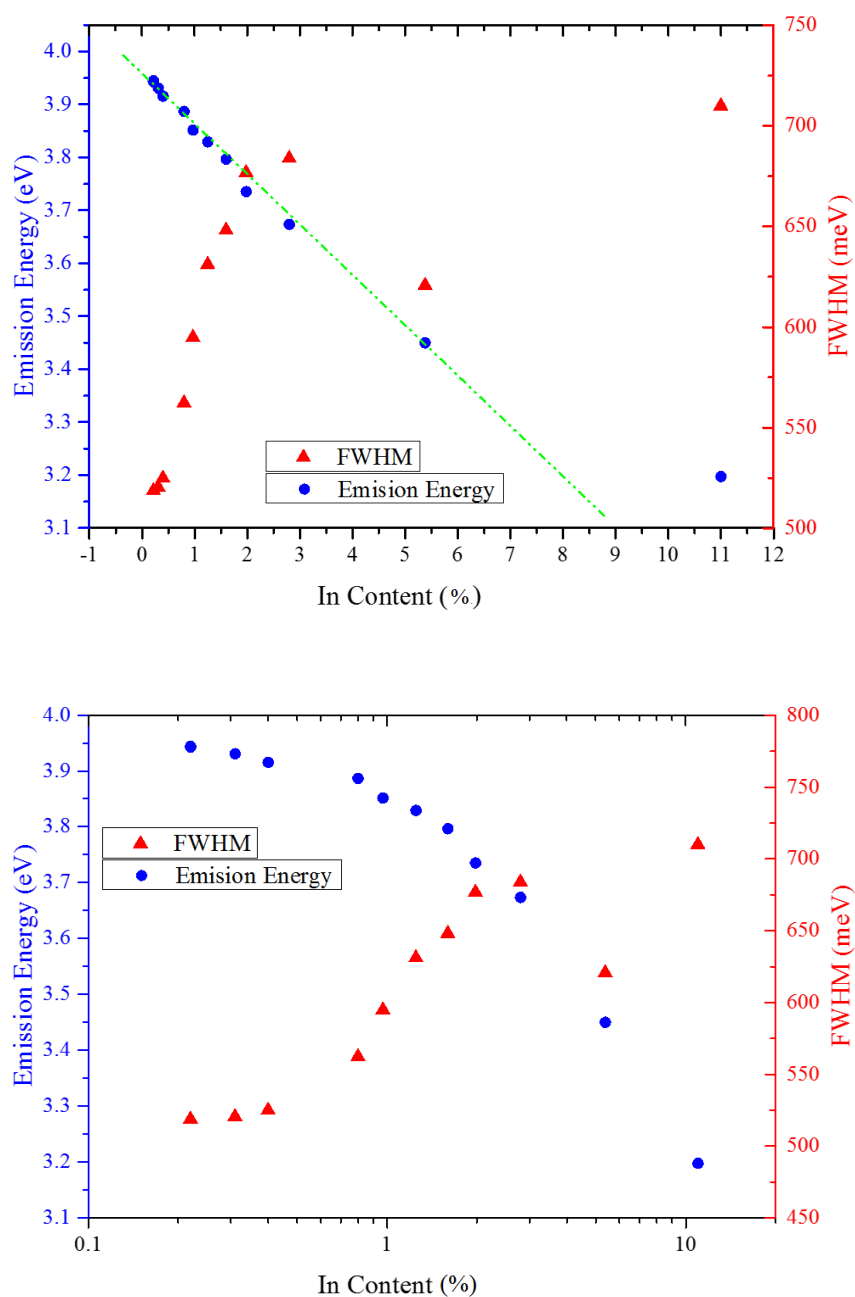 4.0
3.9
3.8
3.7
3.6
3.5
3.4
3.3
3.2
3.1
Emission Energy (eV)
750
700
650
600
550
500
FWHM (meV)
FWHM
Emision Energy
-1 0 1 2 3 4 5 6 7 8 9 10 11 12
In Content (%)
4.0
3.9
3.8
3.7
3.6
3.5
3.4
3.3
3.2
3.1
Emission Energy (eV)
800
750
700
650
600
550
500
450
FWHM (meV)
FWHM
Emision Energy
0.1 1 10
In Content (%)